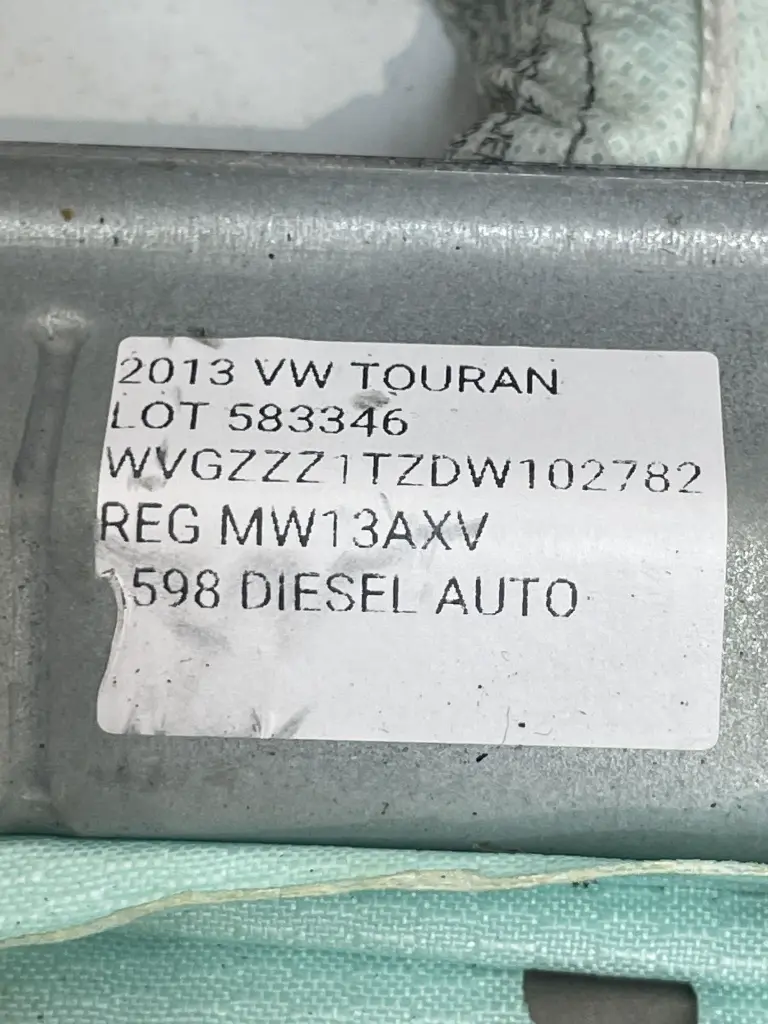 2013 VW TOURAN
LOT 583346
WVGZZZ1TZDW102782
REG MW13AXV
1598 DIESEL AUTO